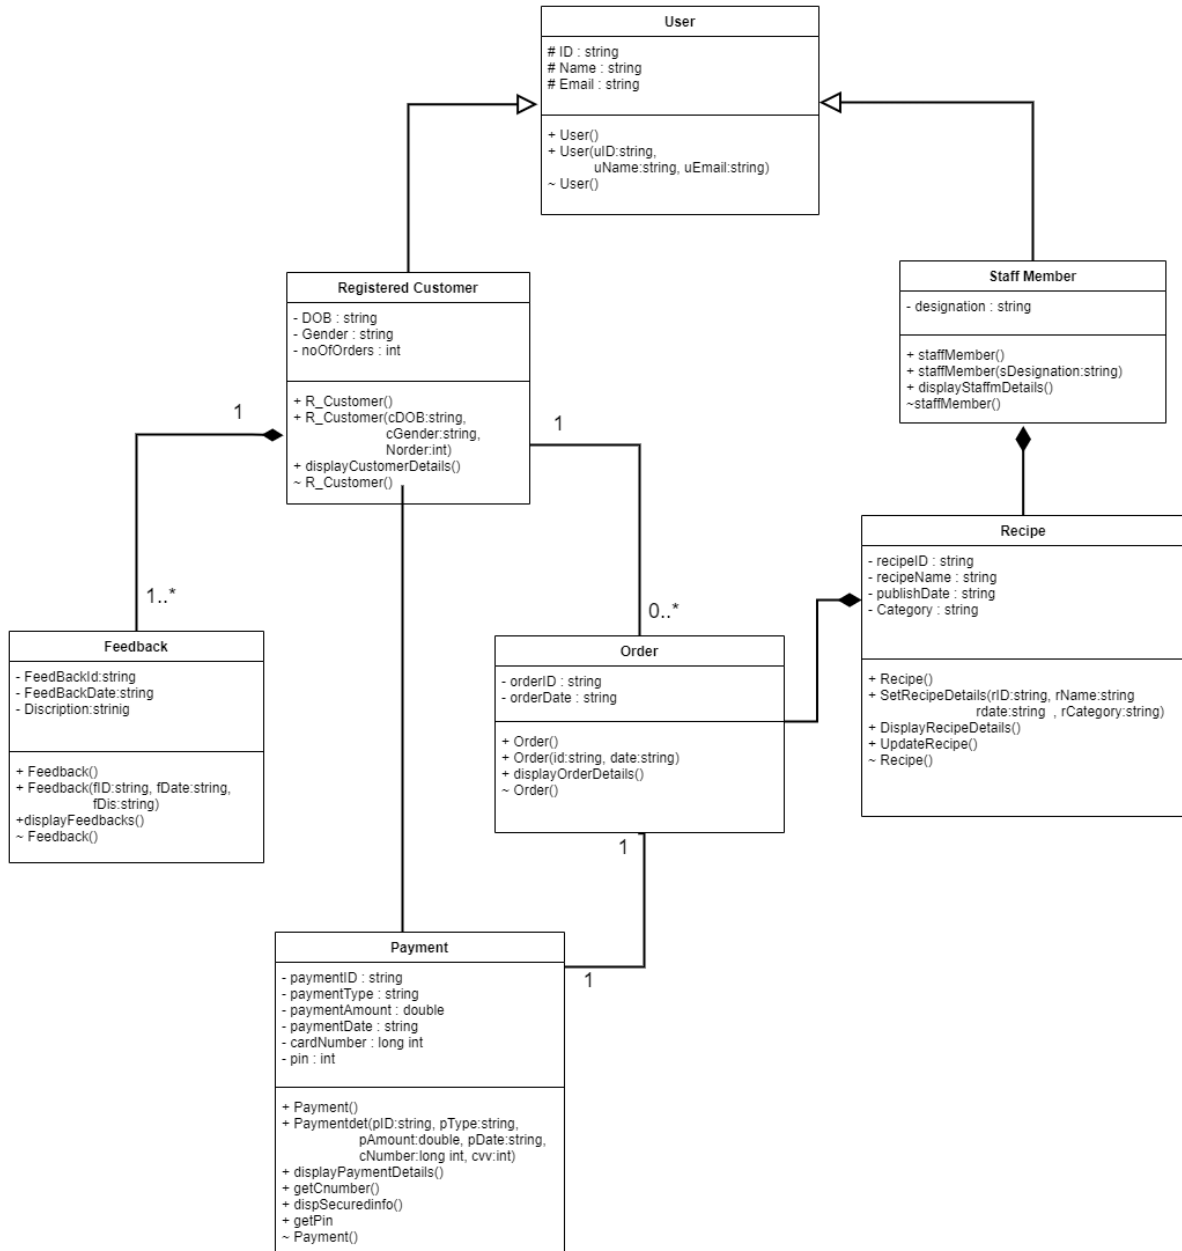 User
# ID : string
# Name : string
# Email : string
+ User()
+ User(uID:string,
uName:string, uEmail:string)
~ User()
Registered Customer
- DOB : string
- Gender : string
- noOfOrders : int
+ R_Customer()
+ R_Customer(cDOB:string,
cGender:string,
Norder:int)
+ displayCustomerDetails()
~ R_Customer()
Staff Member
- designation : string
+ staffMember()
+ staffMember(sDesignation:string)
+ displayStaffmDetails()
~staffMember()
1
1
1..*
0..*
Feedback
- FeedBackId:string
- FeedBackDate:string
- Discription:strinig
+ Feedback()
+ Feedback(fID:string, fDate:string,
fDis:string)
+displayFeedbacks()
~ Feedback()
Order
- orderID : string
- orderDate : string
+ Order()
+ Order(id:string, date:string)
+ displayOrderDetails()
~ Order()
Recipe
- recipeID : string
- recipeName : string
- publishDate : string
- Category : string
+ Recipe()
+ SetRecipeDetails(rID:string, rName:string
rdate:string , rCategory:string)
+ DisplayRecipeDetails()
+ UpdateRecipe()
~ Recipe()
1
1
Payment
- paymentID : string
- paymentType : string
- paymentAmount : double
- paymentDate : string
- cardNumber : long int
- pin : int
+ Payment()
+ Paymentdet(pID:string, pType:string,
pAmount:double, pDate:string,
cNumber:long int, cvv:int)
+ displayPaymentDetails()
+ getCnumber()
+ dispSecuredinfo()
+ getPin
~ Payment()